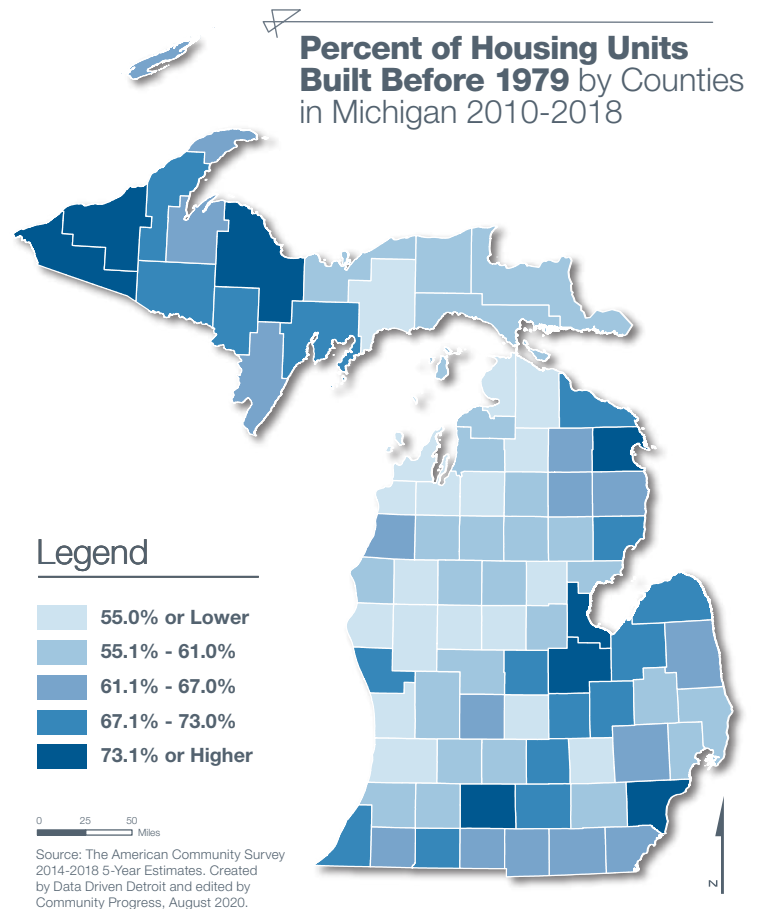 Percent of Housing Units
Built Before 1979 by Counties
in Michigan 2010-2018
Legend
55.0% or Lower
55.1% - 61.0%
61.1% - 67.0%
67.1% - 73.0%
73.1% or Higher
0 25 50
Miles
Source: The American Community Survey
2014-2018 5-Year Estimates. Created
by Data Driven Detroit and edited by
Community Progress, August 2020.
N